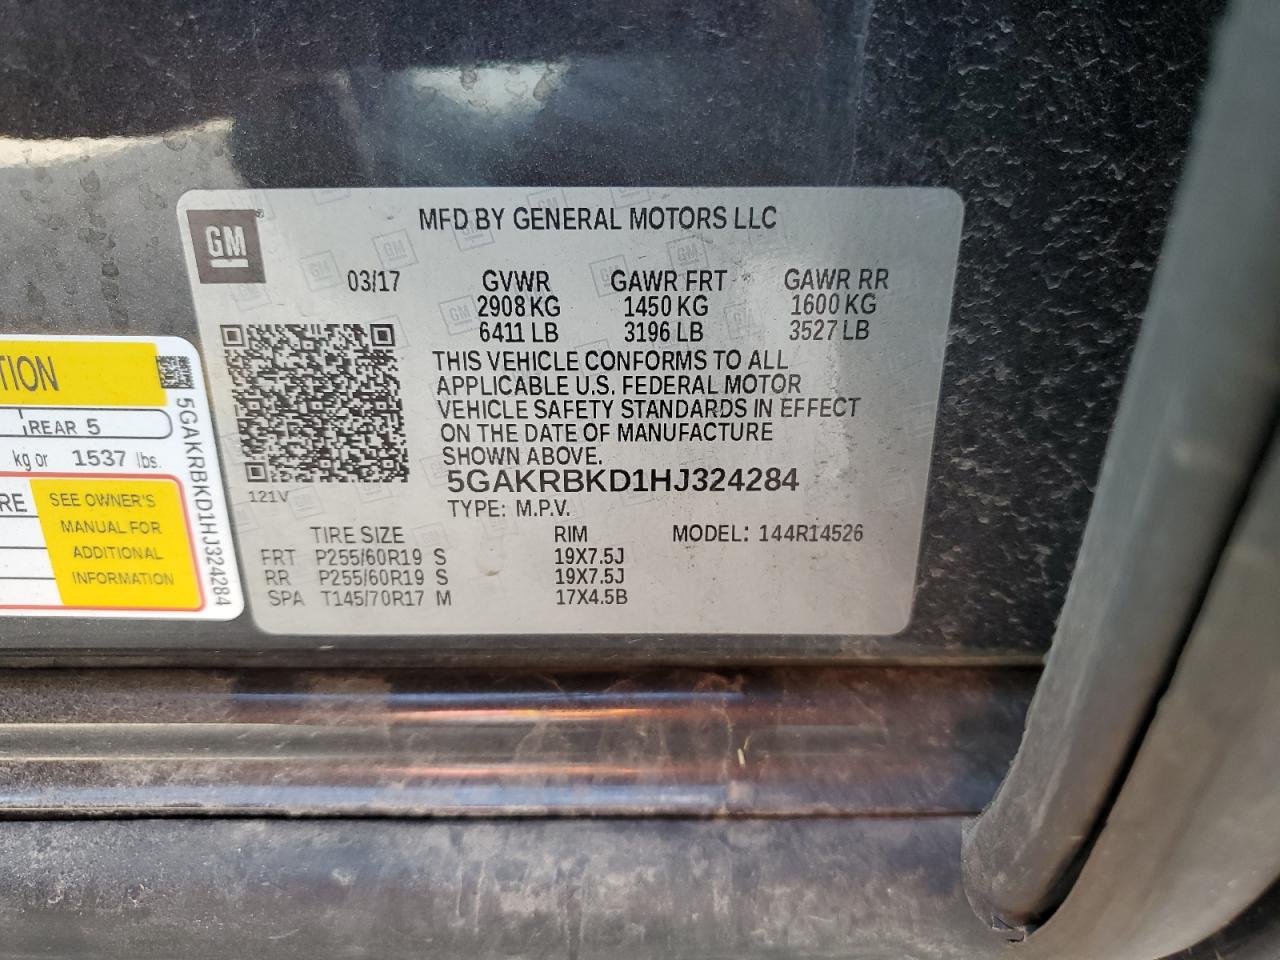 MFD BY GENERAL MOTORS LLC
GM
03/17
GVWR GAWR FRT GAWR RR
2908 KG 1450 KG 1600 KG
6411 LB 3196 LB 3527 LB
THIS VEHICLE CONFORMS TO ALL
APPLICABLE U.S. FEDERAL MOTOR
VEHICLE SAFETY STANDARDS IN EFFECT
ON THE DATE OF MANUFACTURE
SHOWN ABOVE.
5GAKRBKD1HJ324284
121V
TYPE: M.P.V.
TIRE SIZE RIM MODEL: 144R14526
FRT P255/60R19 S 19X7.5J
RR P255/60R19 S 19X7.5J
SPA T145/70R17 M 17X4.5B
TION
REAR 5
kg or 1537 lbs.
RE
SEE OWNER'S
MANUAL FOR
ADDITIONAL
INFORMATION
5GAKRBKD1HJ324284